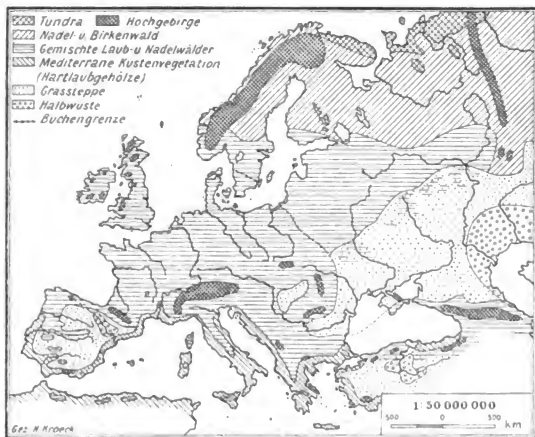 Tundra Hochgebirge
Nadel- u. Birkenwald
Gemischte Laub- u. Nadelwälder
Mediterrane Küstenvegetation
(Hartlaubgehölze)
Grassteppe
Halbwüste
Buchengrenze
1:50 000 000
500 0 500
km
Gez. H. Kroeck